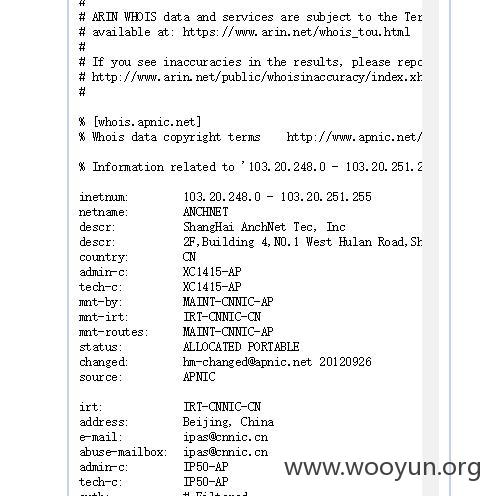 #
# ARIN WHOIS data and services are subject to the Ter
# available at: https://www.arin.net/whois_tou.html
#
# If you see inaccuracies in the results, please repo
# http://www.arin.net/public/whoisinaccuracy/index.xh
#
% [whois.apnic.net]
% Whois data copyright terms    http://www.apnic.net/
% Information related to '103.20.248.0 - 103.20.251.2
inetnum:        103.20.248.0 - 103.20.251.255
netname:        ANCHNET
descr:          ShangHai AnchNet Tec, Inc
descr:          2F,Building 4,NO.1 West Hulan Road,Sh
country:        CN
admin-c:        XC1415-AP
tech-c:         XC1415-AP
mnt-by:         MAINT-CNNIC-AP
mnt-irt:        IRT-CNNIC-CN
mnt-routes:     MAINT-CNNIC-AP
status:         ALLOCATED PORTABLE
changed:        hm-changed@apnic.net 20120926
source:         APNIC
irt:            IRT-CNNIC-CN
address:        Beijing, China
e-mail:         ipas@cnnic.cn
abuse-mailbox:  ipas@cnnic.cn
admin-c:        IP50-AP
tech-c:         IP50-AP
auth:           # Filtered
www.wooyun.org